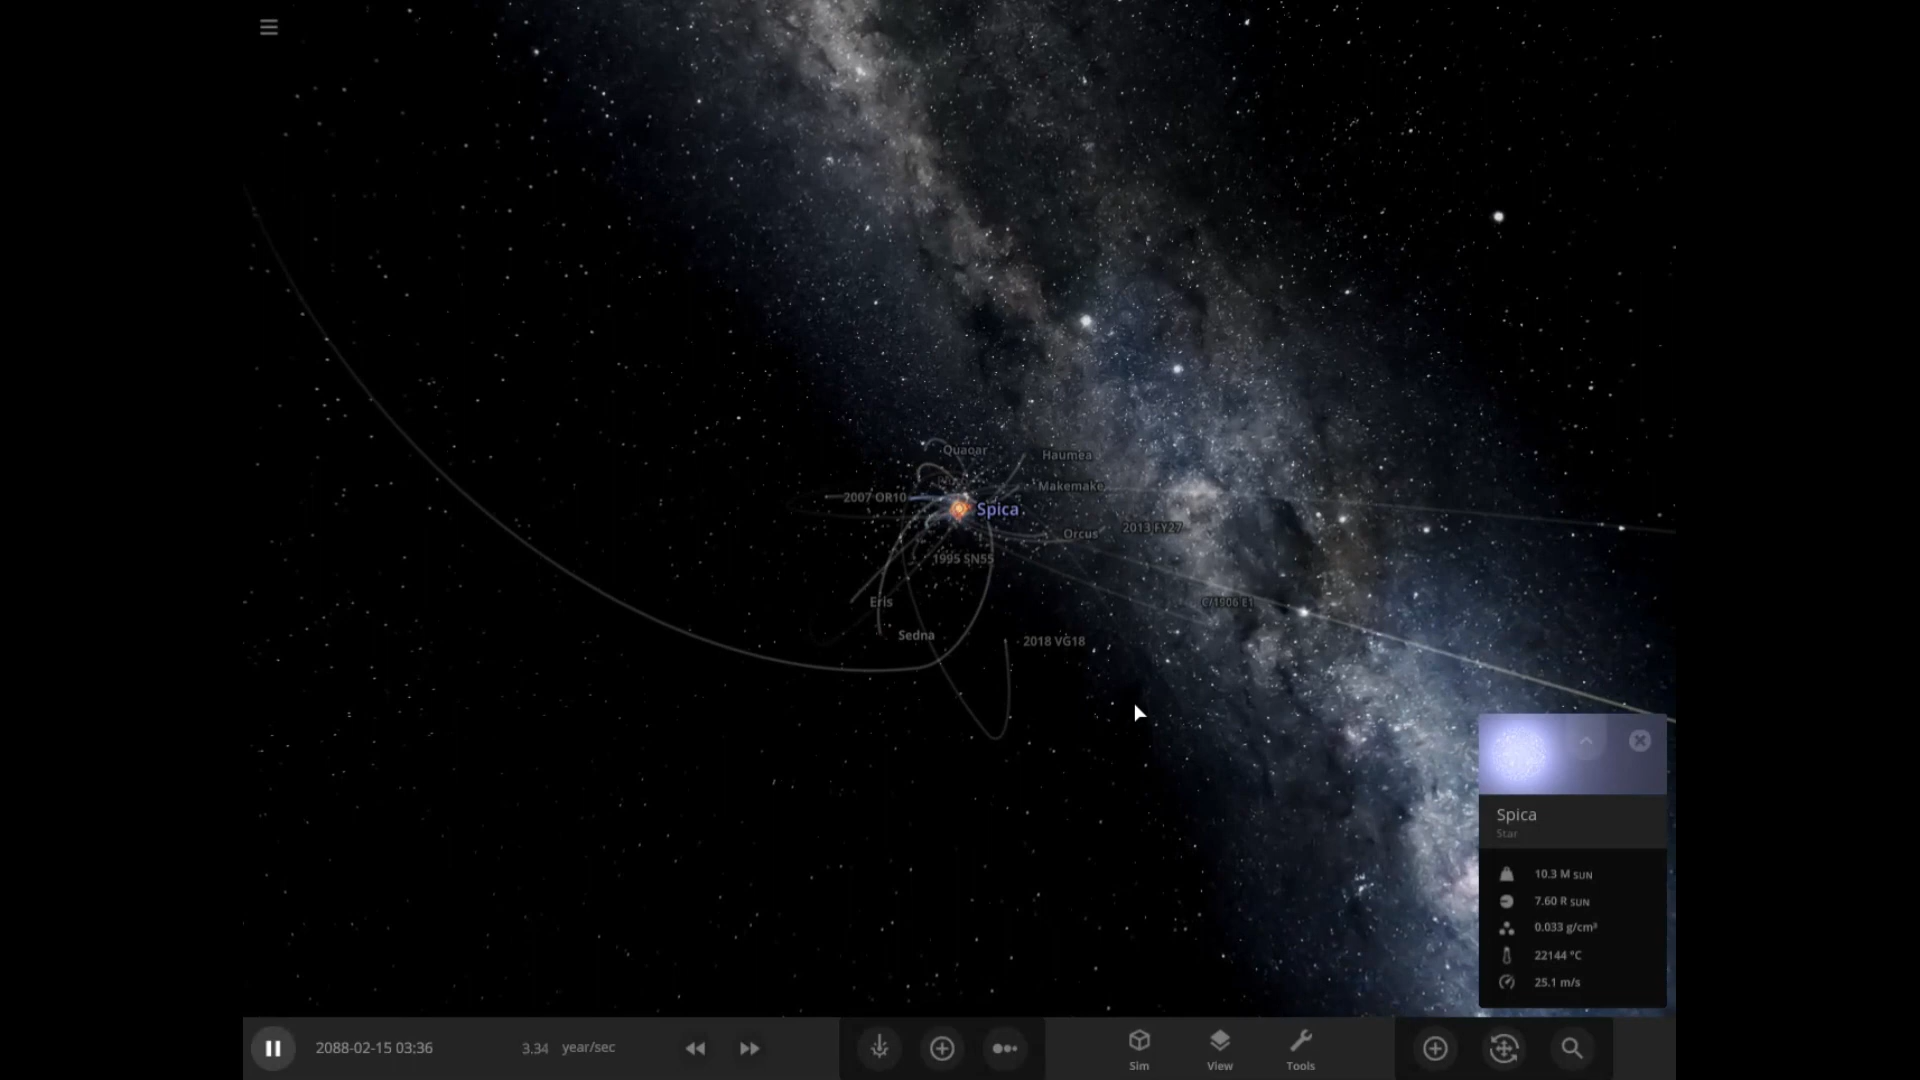 Quaoar
Haumea
Makemake
2007 OR10
Spica
2013 FY27
Orcus
1995 SN55
Eris
C/1906 E1
Sedna
2018 VG18
Spica
Star
10.3 M SUN
7.60 R SUN
0.033 g/cm³
22144 °C
25.1 m/s
2088-02-15 03:36
3.34 year/sec
Sim
View
Tools